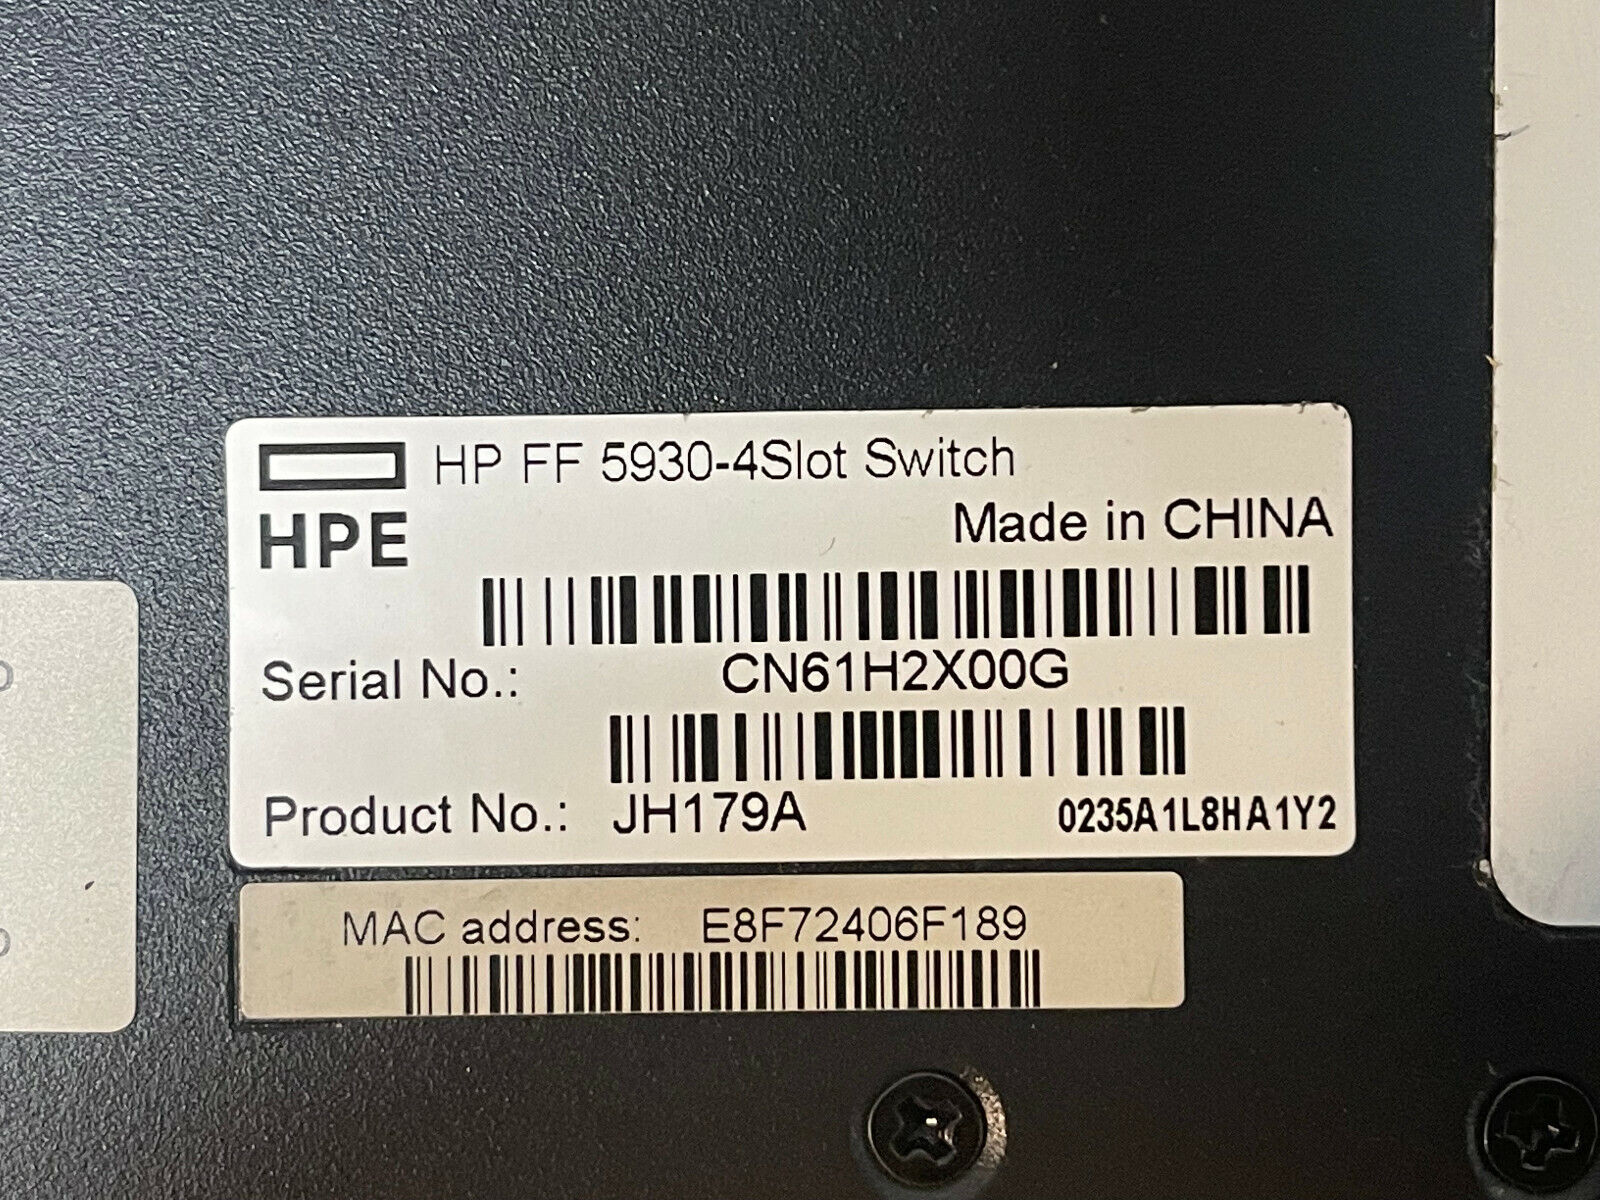 HP FF 5930-4Slot Switch
HPE
Made in CHINA
Serial No.: CN61H2X00G
Product No.: JH179A 0235A1L8HA1Y2
MAC address: E8F72406F189